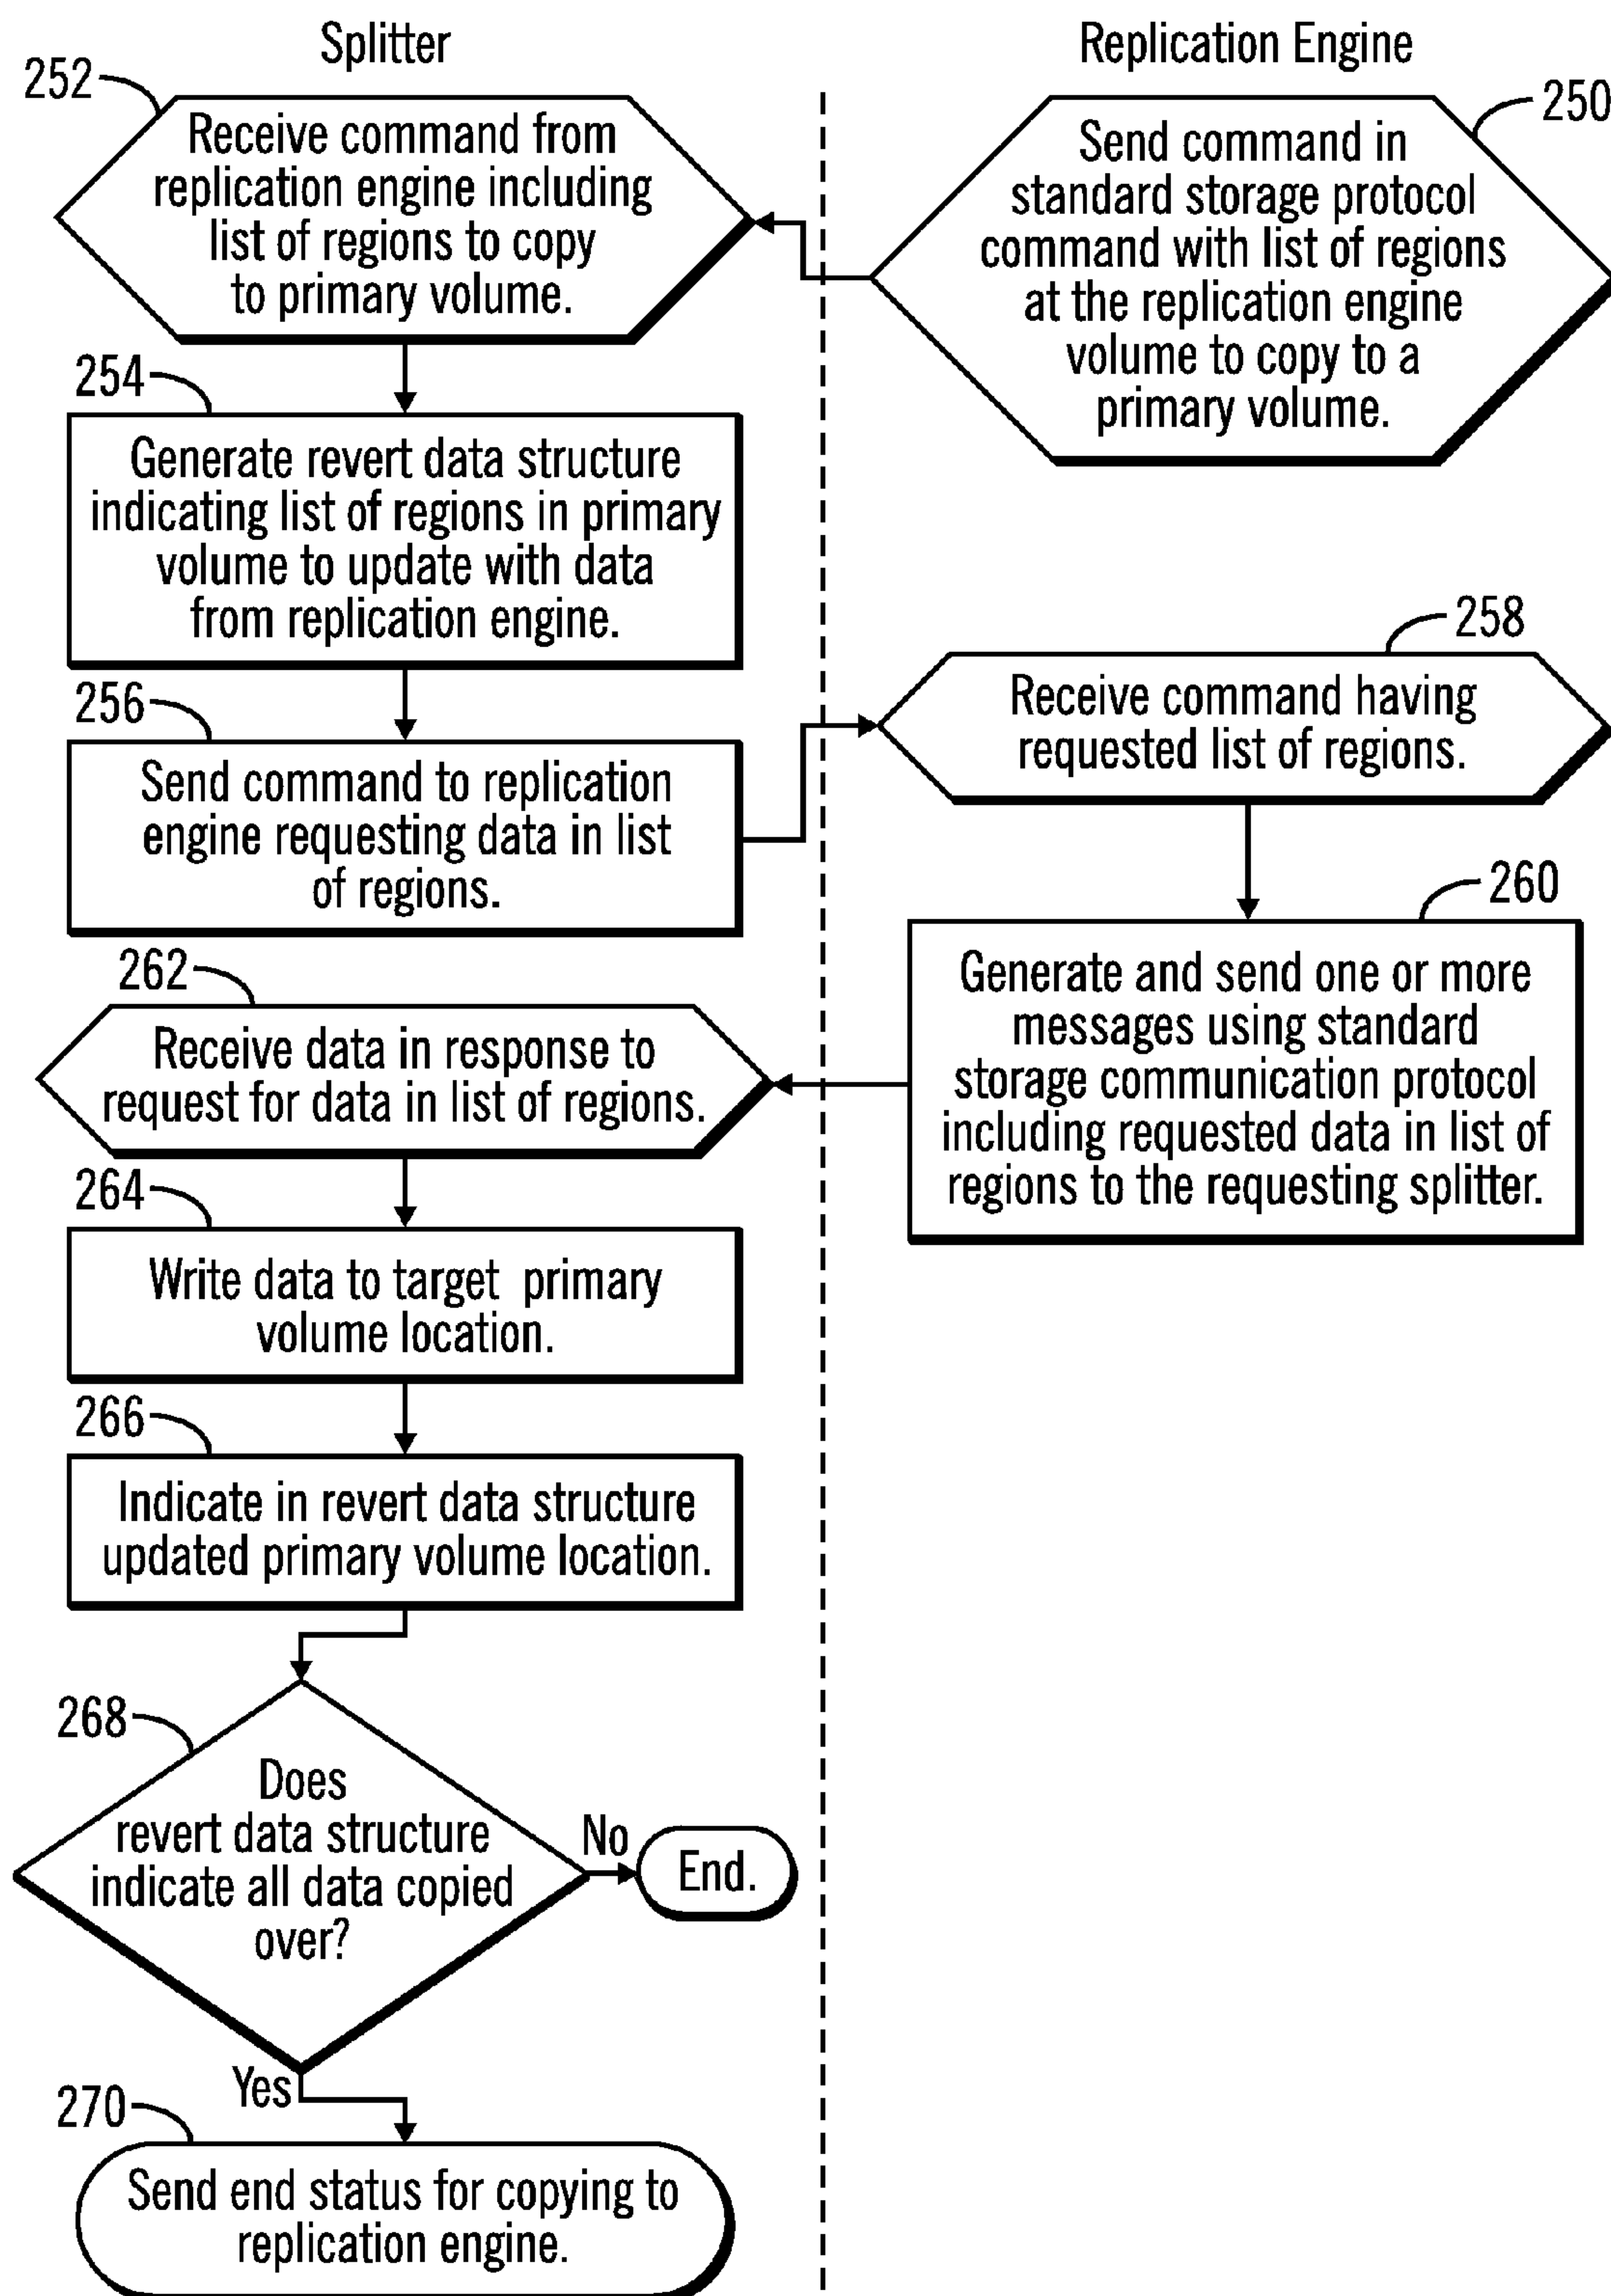 Splitter
Replication Engine
252
250
Receive command from
replication engine including
list of regions to copy
to primary volume.
Send command in
standard storage protocol
command with list of regions
at the replication engine
volume to copy to a
primary volume.
254
Generate revert data structure
indicating list of regions in primary
volume to update with data
from replication engine.
256
Send command to replication
engine requesting data in list
of regions.
258
Receive command having
requested list of regions.
260
Generate and send one or more
messages using standard
storage communication protocol
including requested data in list of
regions to the requesting splitter.
262
Receive data in response to
request for data in list of regions.
264
Write data to target primary
volume location.
266
Indicate in revert data structure
updated primary volume location.
268
Does
revert data structure
indicate all data copied
over?
No
End.
Yes
270
Send end status for copying to
replication engine.